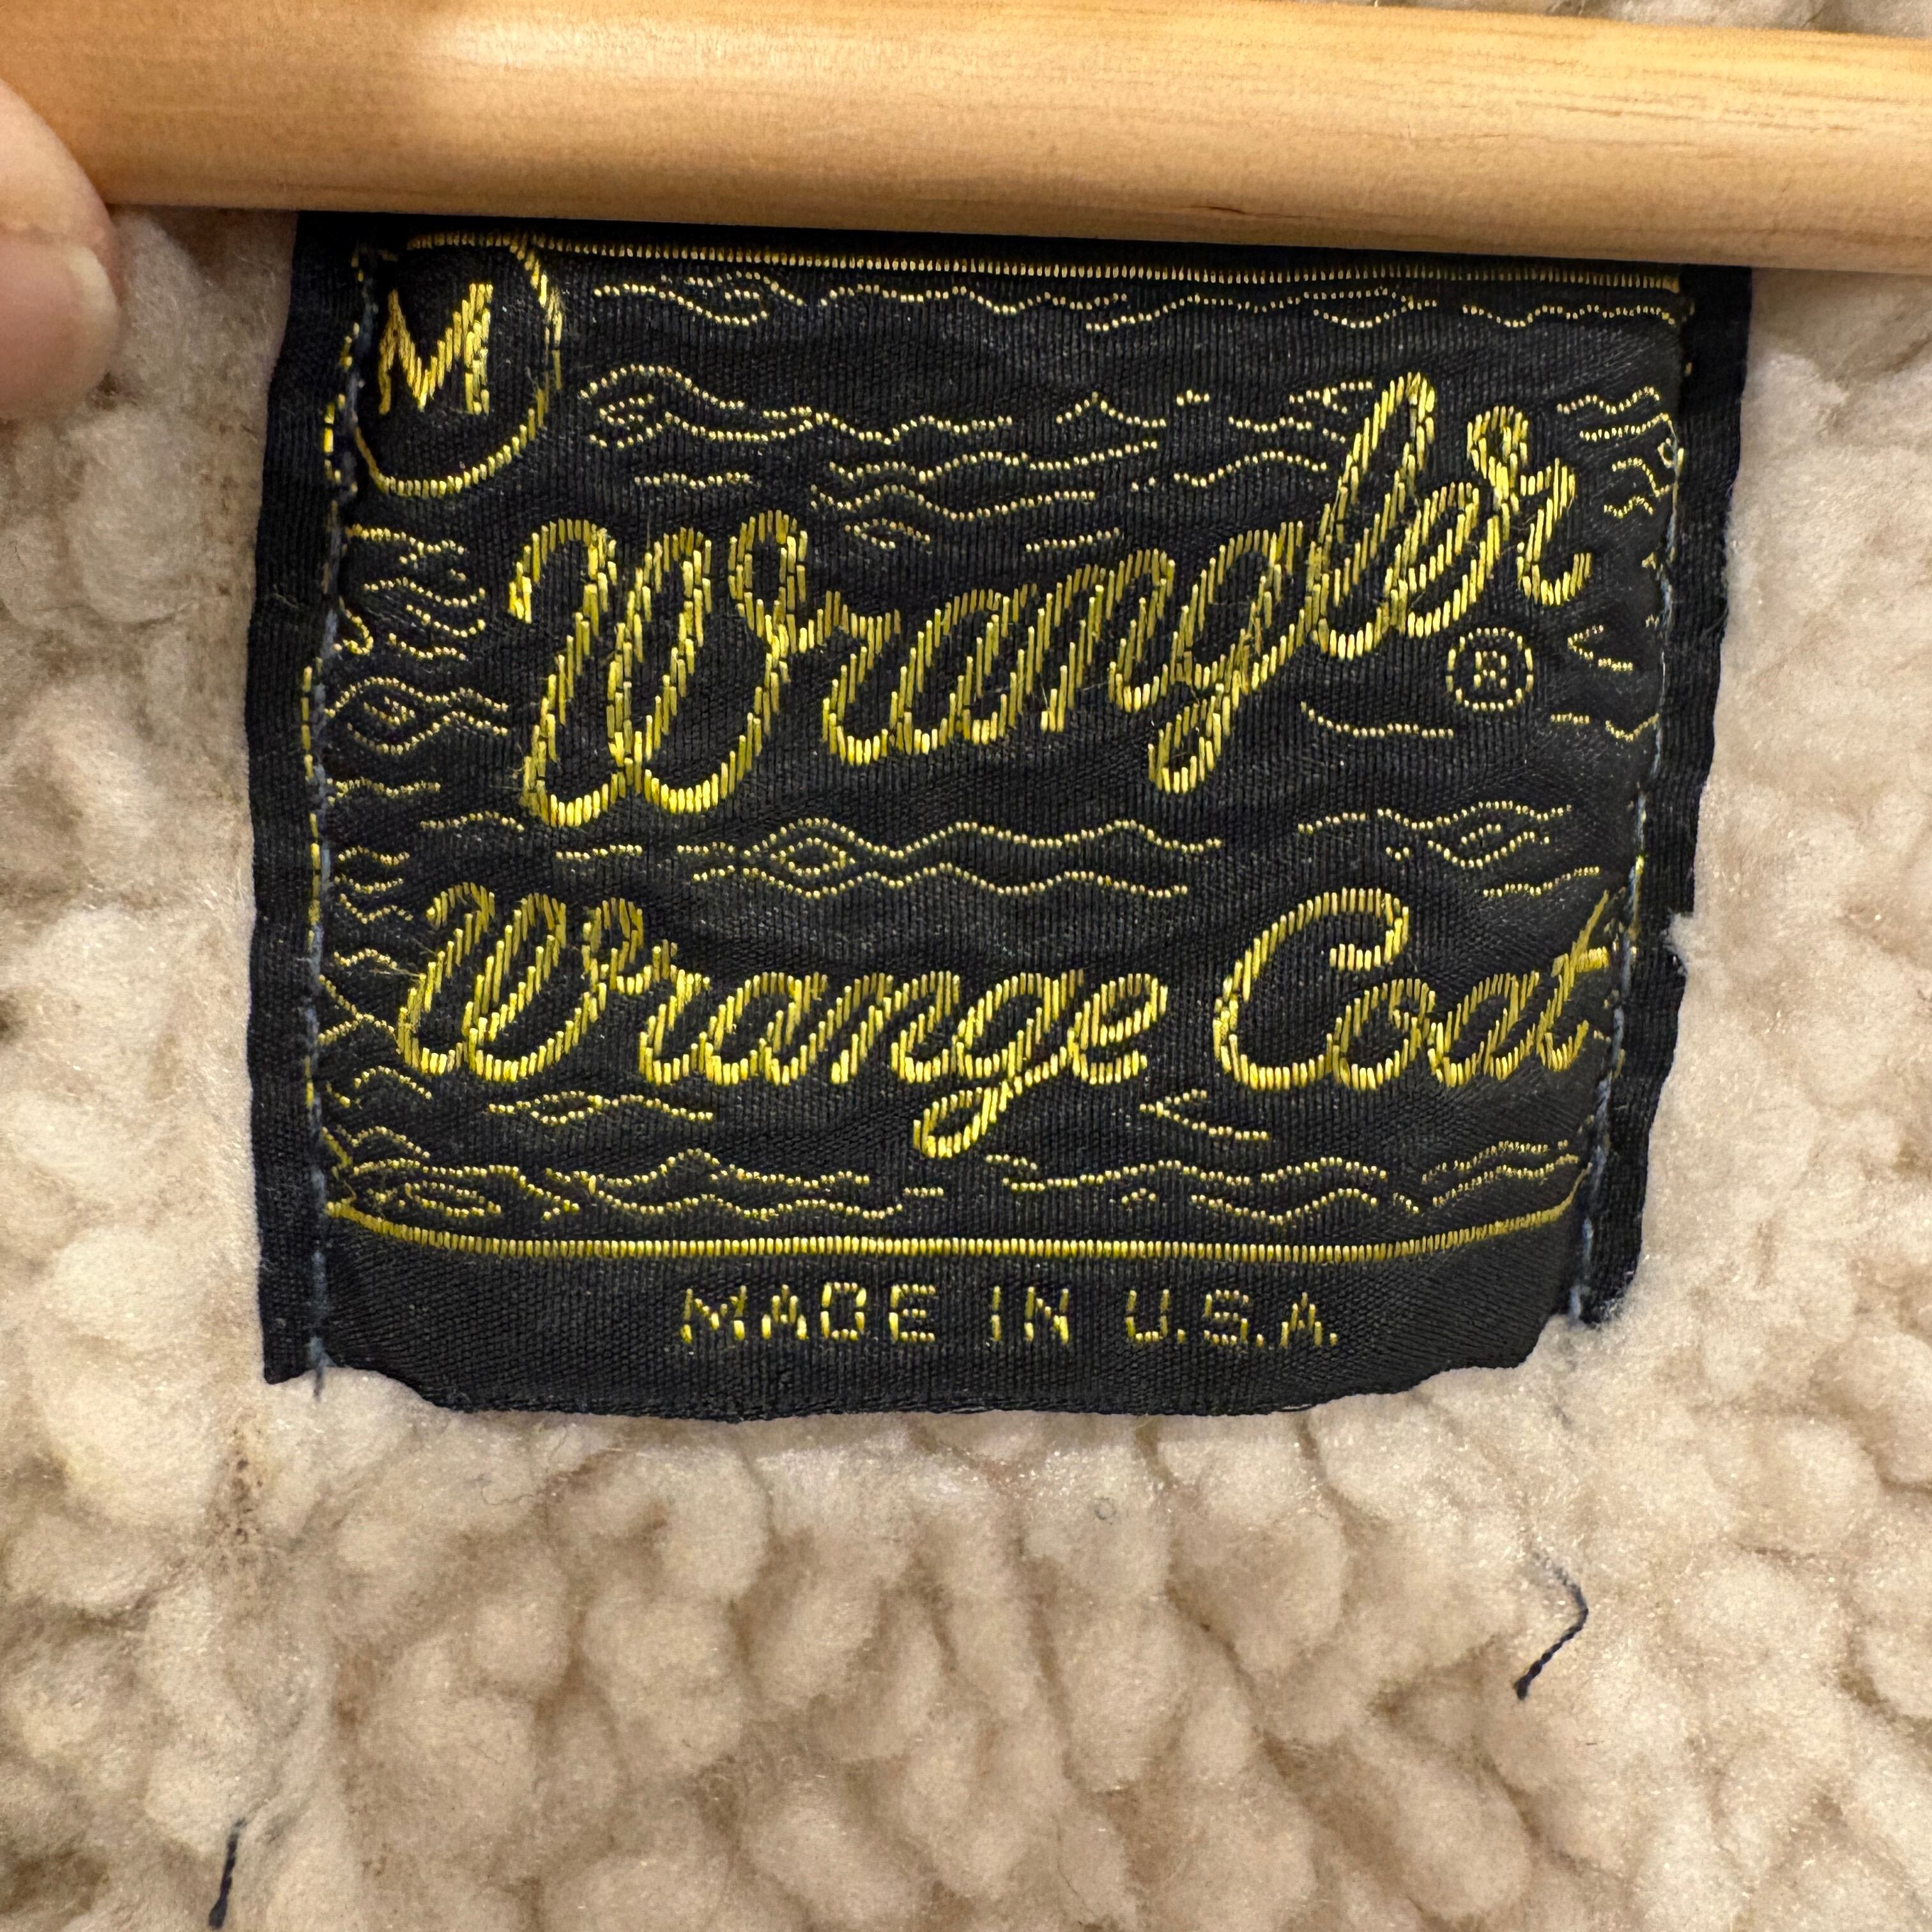 M
Wrangler
®
Wrange Coat
MADE IN U.S.A.